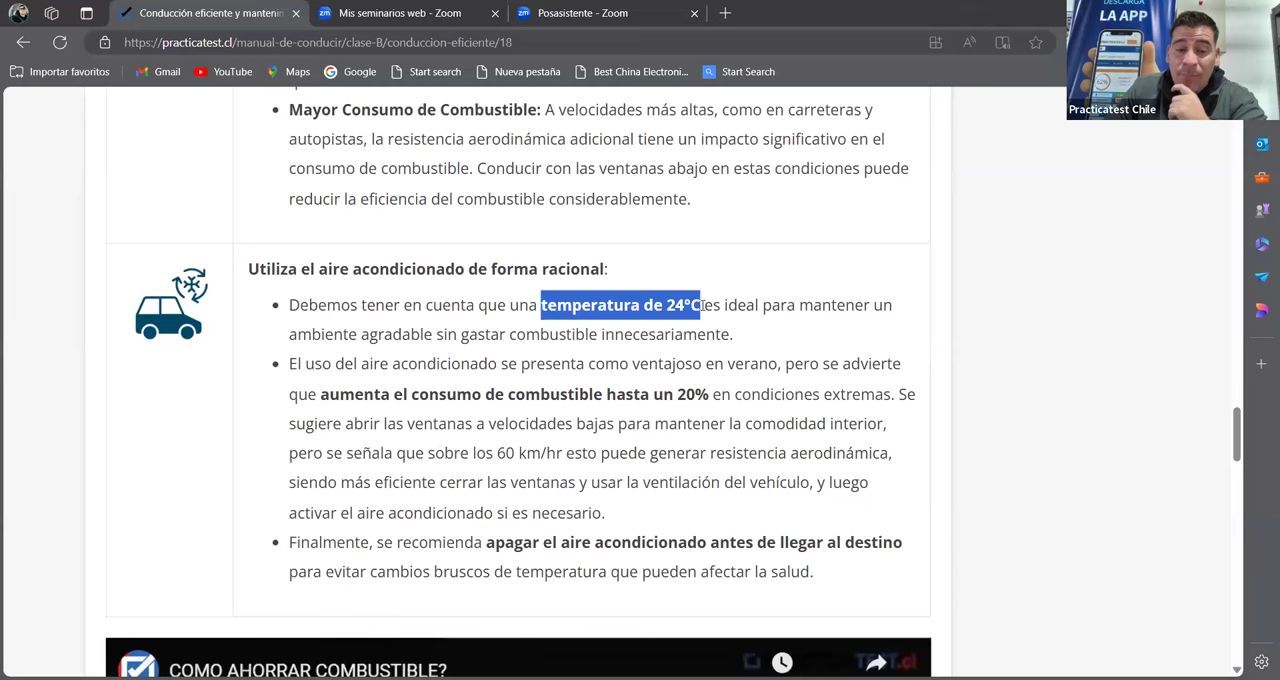 Conducción eficiente y mantenin
Mis seminarios web - Zoom
Posasistente - Zoom
https://practicatest.cl/manual-de-conducir/clase-B/conduccion-eficiente/18
Importar favoritos
Gmail
YouTube
Maps
Google
Start search
Nueva pestaña
Best China Electroni...
Start Search
DESCARGA
LA APP
62%
Practicatest Chile
Mayor Consumo de Combustible: A velocidades más altas, como en carreteras y
autopistas, la resistencia aerodinámica adicional tiene un impacto significativo en el
consumo de combustible. Conducir con las ventanas abajo en estas condiciones puede
reducir la eficiencia del combustible considerablemente.
Utiliza el aire acondicionado de forma racional:
Debemos tener en cuenta que una temperatura de 24°C es ideal para mantener un
ambiente agradable sin gastar combustible innecesariamente.
El uso del aire acondicionado se presenta como ventajoso en verano, pero se advierte
que aumenta el consumo de combustible hasta un 20% en condiciones extremas. Se
sugiere abrir las ventanas a velocidades bajas para mantener la comodidad interior,
pero se señala que sobre los 60 km/hr esto puede generar resistencia aerodinámica,
siendo más eficiente cerrar las ventanas y usar la ventilación del vehículo, y luego
activar el aire acondicionado si es necesario.
Finalmente, se recomienda apagar el aire acondicionado antes de llegar al destino
para evitar cambios bruscos de temperatura que pueden afectar la salud.
COMO AHORRAR COMBUSTIBLE?